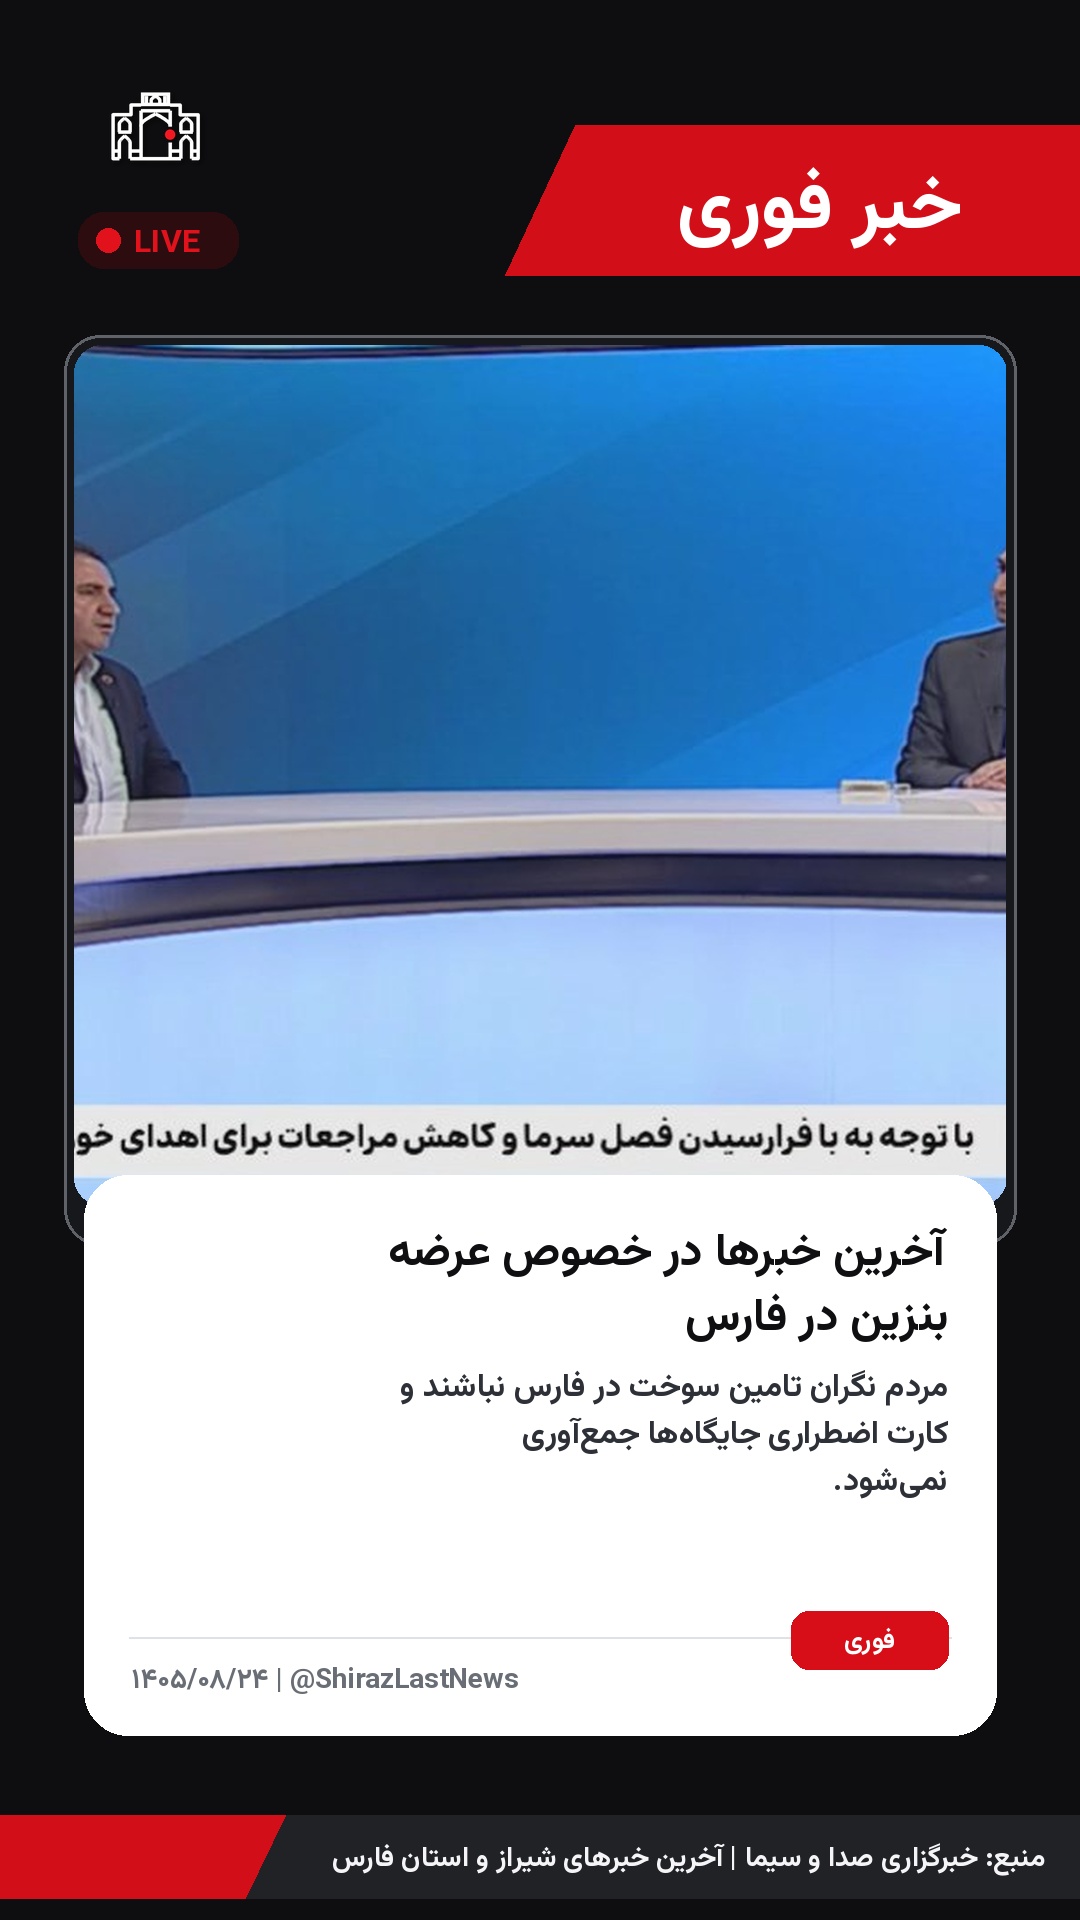 خبر فوری
LIVE
با توجه به با فرارسیدن فصل سرما و کاهش مراجعات برای اهدای
آخرین خبرها در خصوص عرضه
بنزین در فارس
مردم نگران تامین سوخت در فارس نباشند و
کارت اضطراری جایگاه‌ها جمع‌آوری
نمی‌شود.
فوری
۱۴۰۵/۰۸/۲۴ | @ShirazLastNews
منبع: خبرگزاری صدا و سیما | آخرین خبرهای شیراز و استان فارس